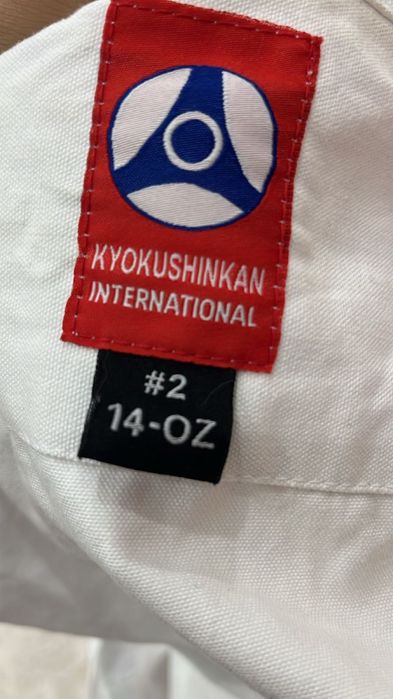 KYOKUSHINKAN
INTERNATIONAL
#2
14-OZ